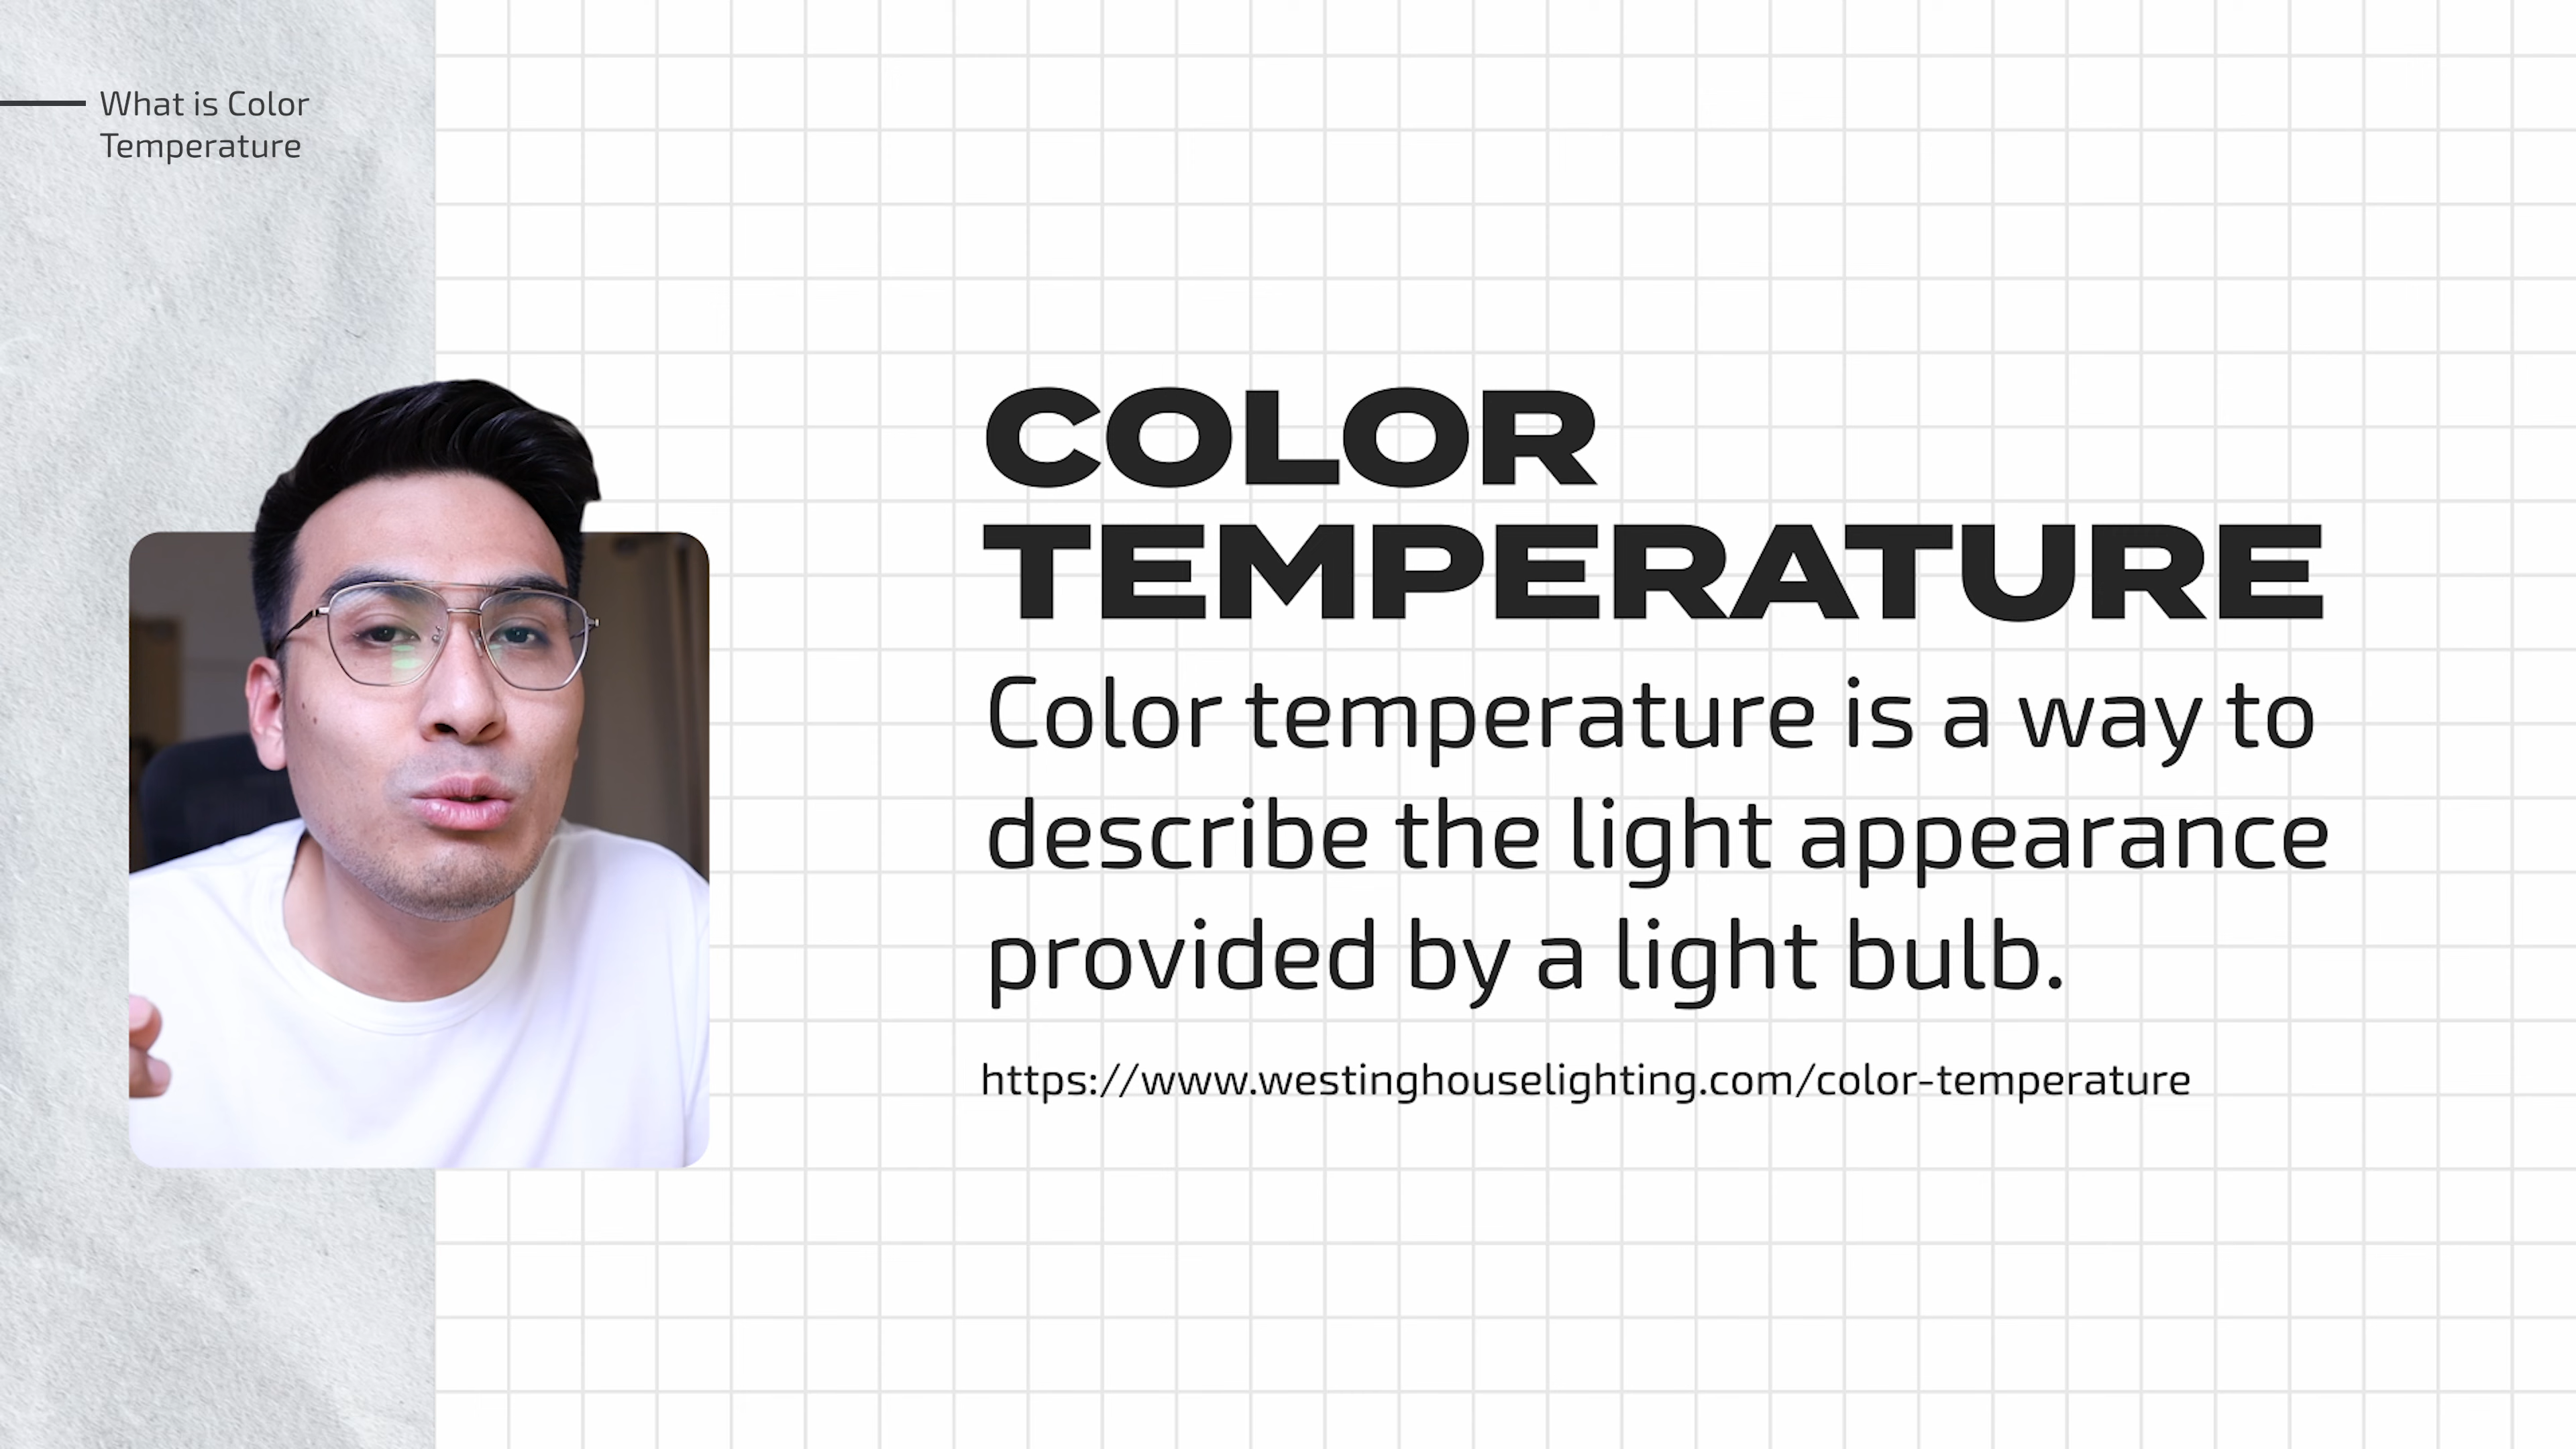 What is Color
Temperature
COLOR
TEMPERATURE
Color temperature is a way to
describe the light appearance
provided by a light bulb.
https://www.westinghouselighting.com/color-temperature